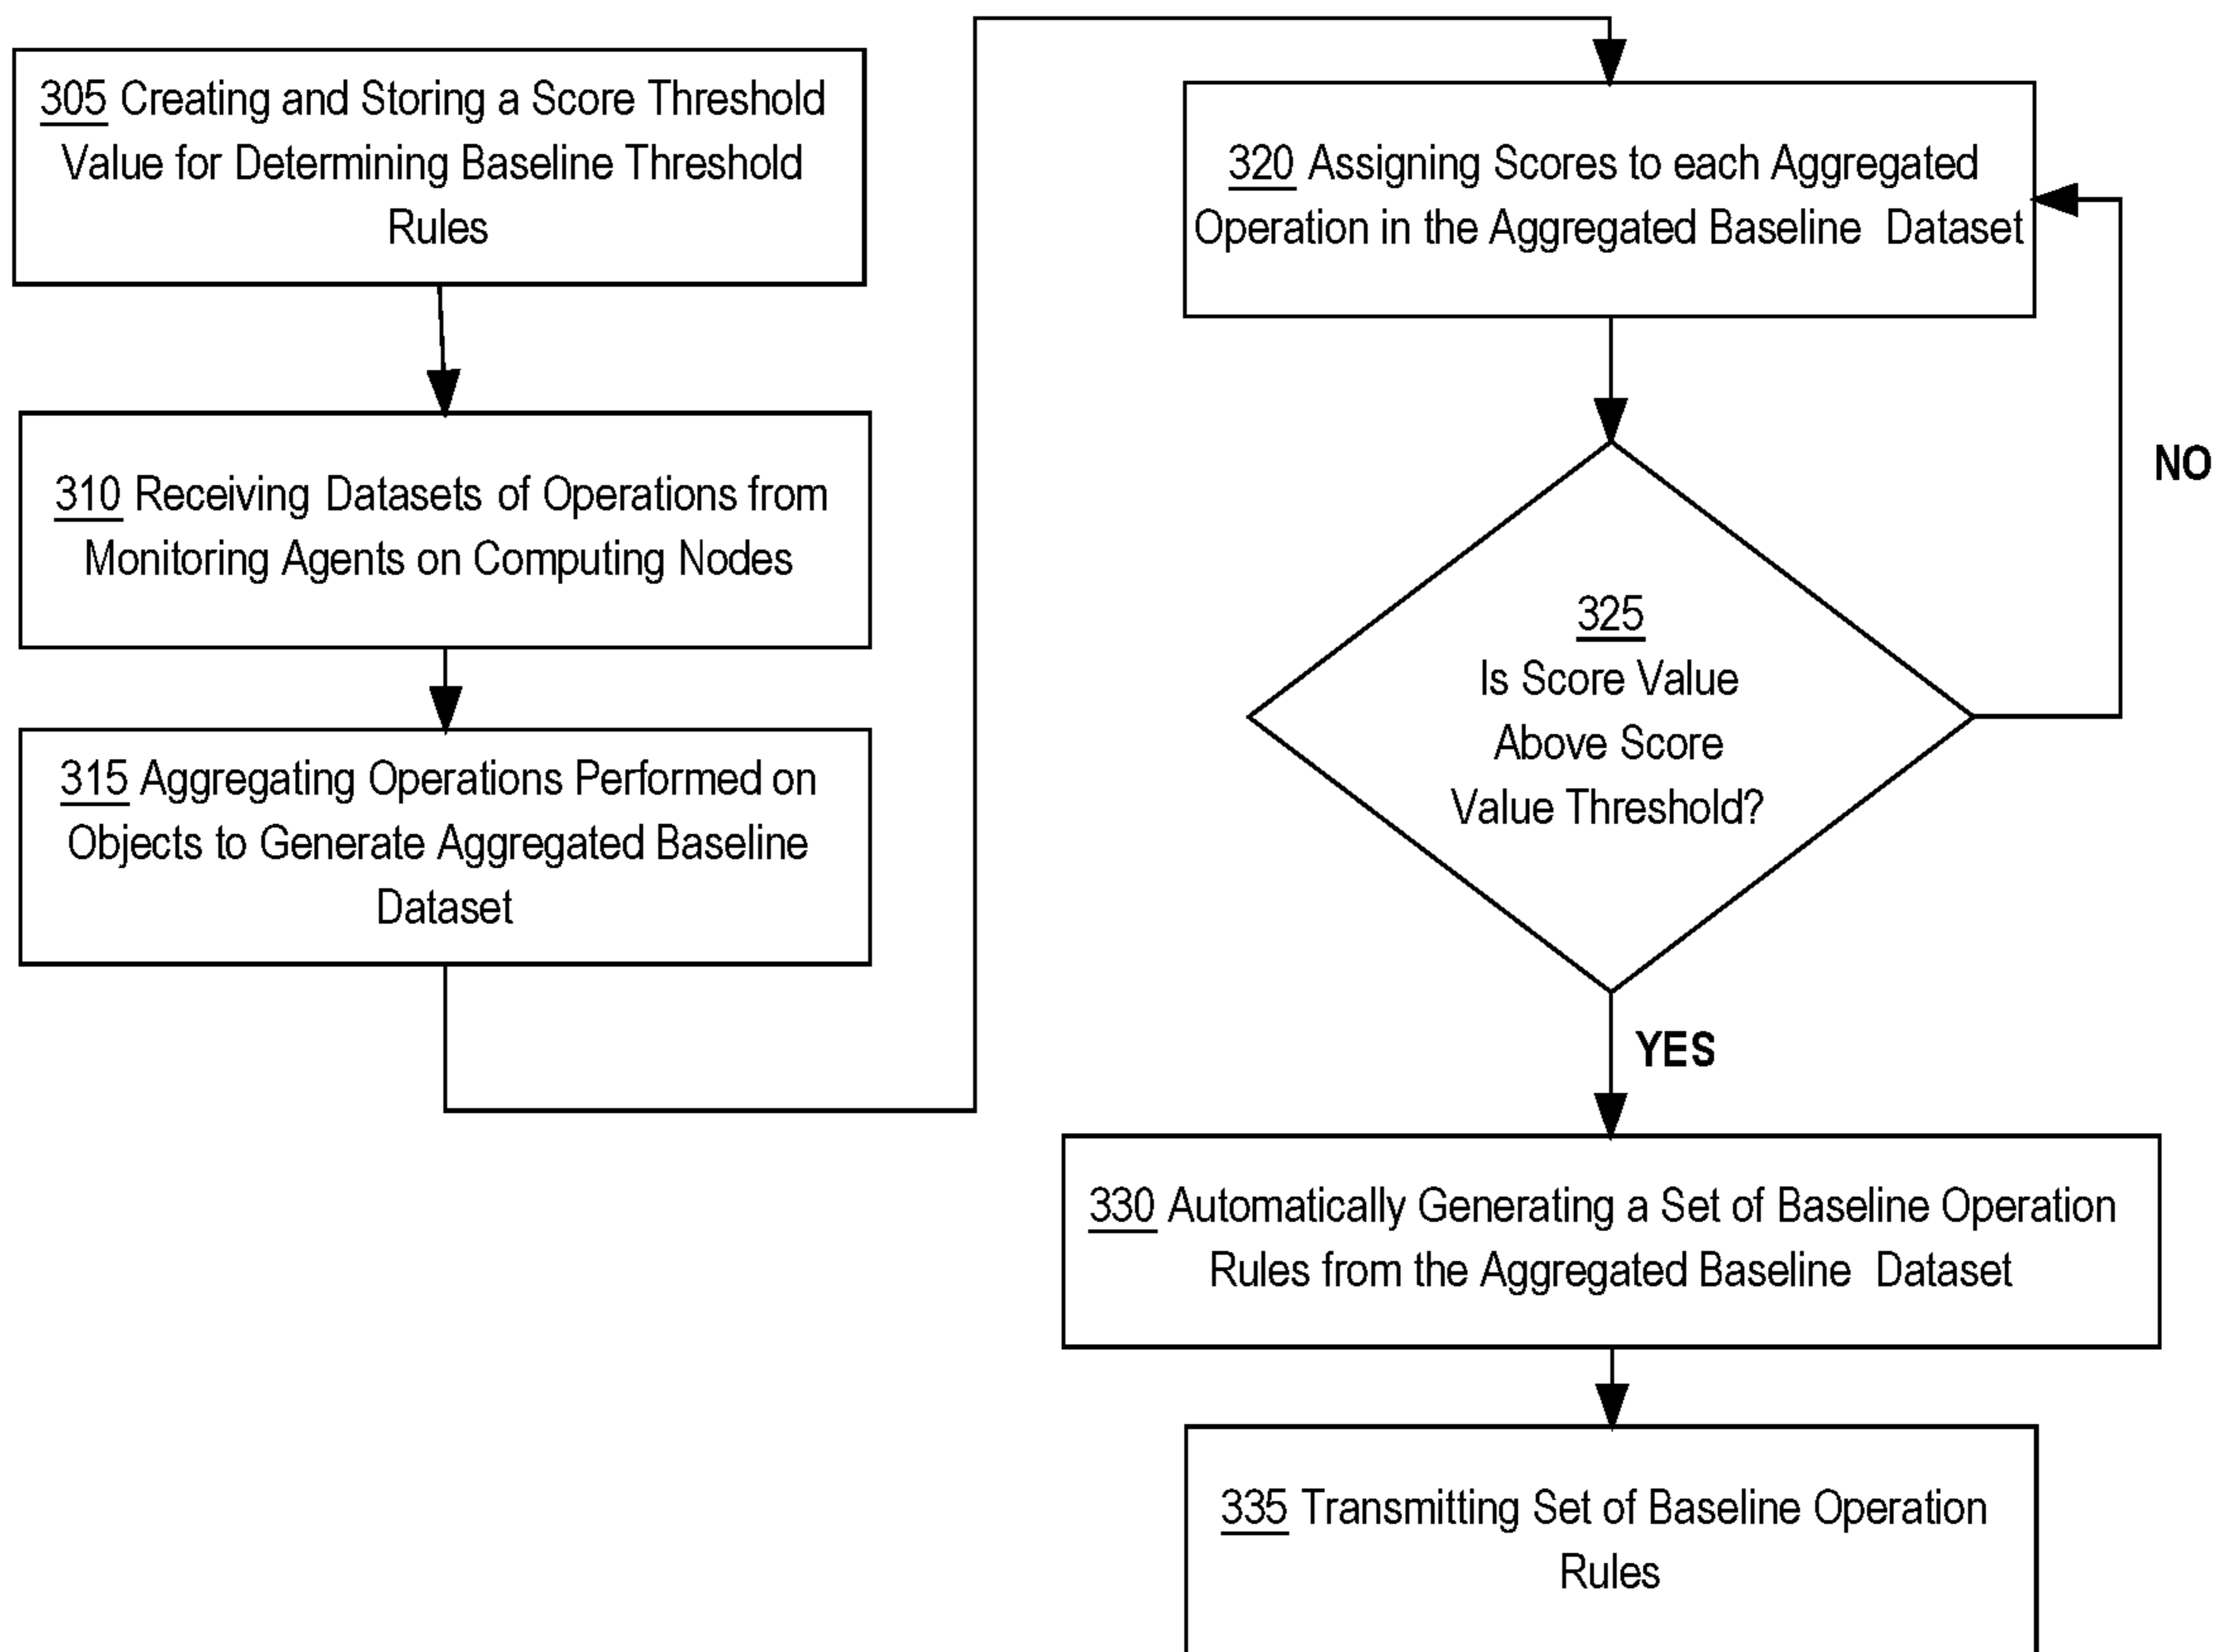 305 Creating and Storing a Score Threshold
Value for Determining Baseline Threshold
Rules
310 Receiving Datasets of Operations from
Monitoring Agents on Computing Nodes
315 Aggregating Operations Performed on
Objects to Generate Aggregated Baseline
Dataset
320 Assigning Scores to each Aggregated
Operation in the Aggregated Baseline Dataset
325
Is Score Value
Above Score
Value Threshold?
NO
YES
330 Automatically Generating a Set of Baseline Operation
Rules from the Aggregated Baseline Dataset
335 Transmitting Set of Baseline Operation
Rules